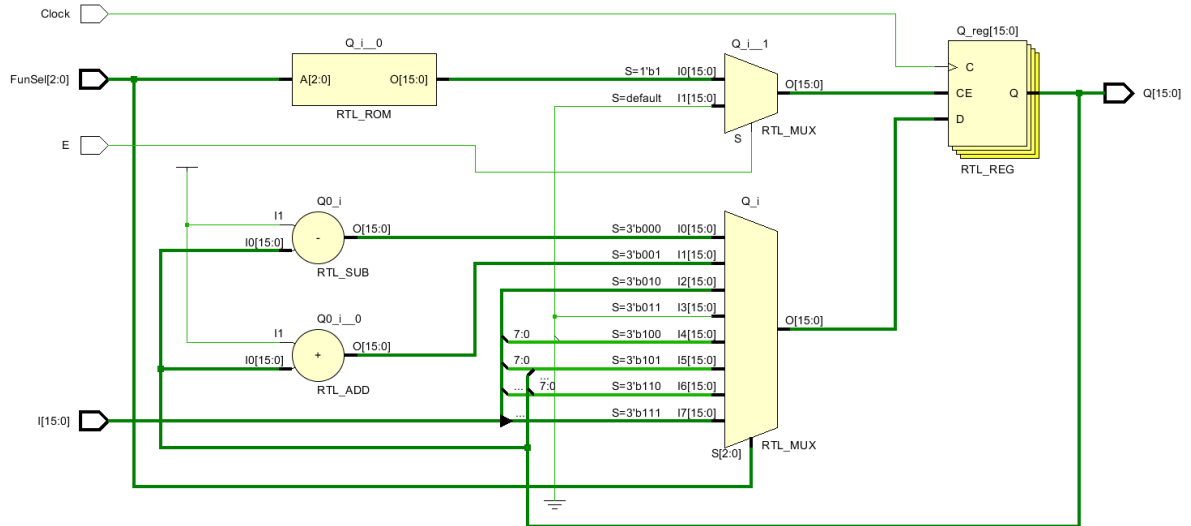 Clock
FunSel[2:0]
E
I[15:0]
Q_i__0
A[2:0] O[15:0]
RTL_ROM
Q_i__1
S=1'b1 I0[15:0]
S=default I1[15:0]
O[15:0]
S
RTL_MUX
Q_reg[15:0]
C
CE Q
D
RTL_REG
Q[15:0]
Q0_i
I1
I0[15:0]
-
O[15:0]
RTL_SUB
Q0_i__0
I1
I0[15:0]
+
O[15:0]
RTL_ADD
Q_i
S=3'b000 I0[15:0]
S=3'b001 I1[15:0]
S=3'b010 I2[15:0]
S=3'b011 I3[15:0]
7:0 S=3'b100 I4[15:0]
7:0 S=3'b101 I5[15:0]
...
... 7:0 S=3'b110 I6[15:0]
... S=3'b111 I7[15:0]
O[15:0]
S[2:0]
RTL_MUX